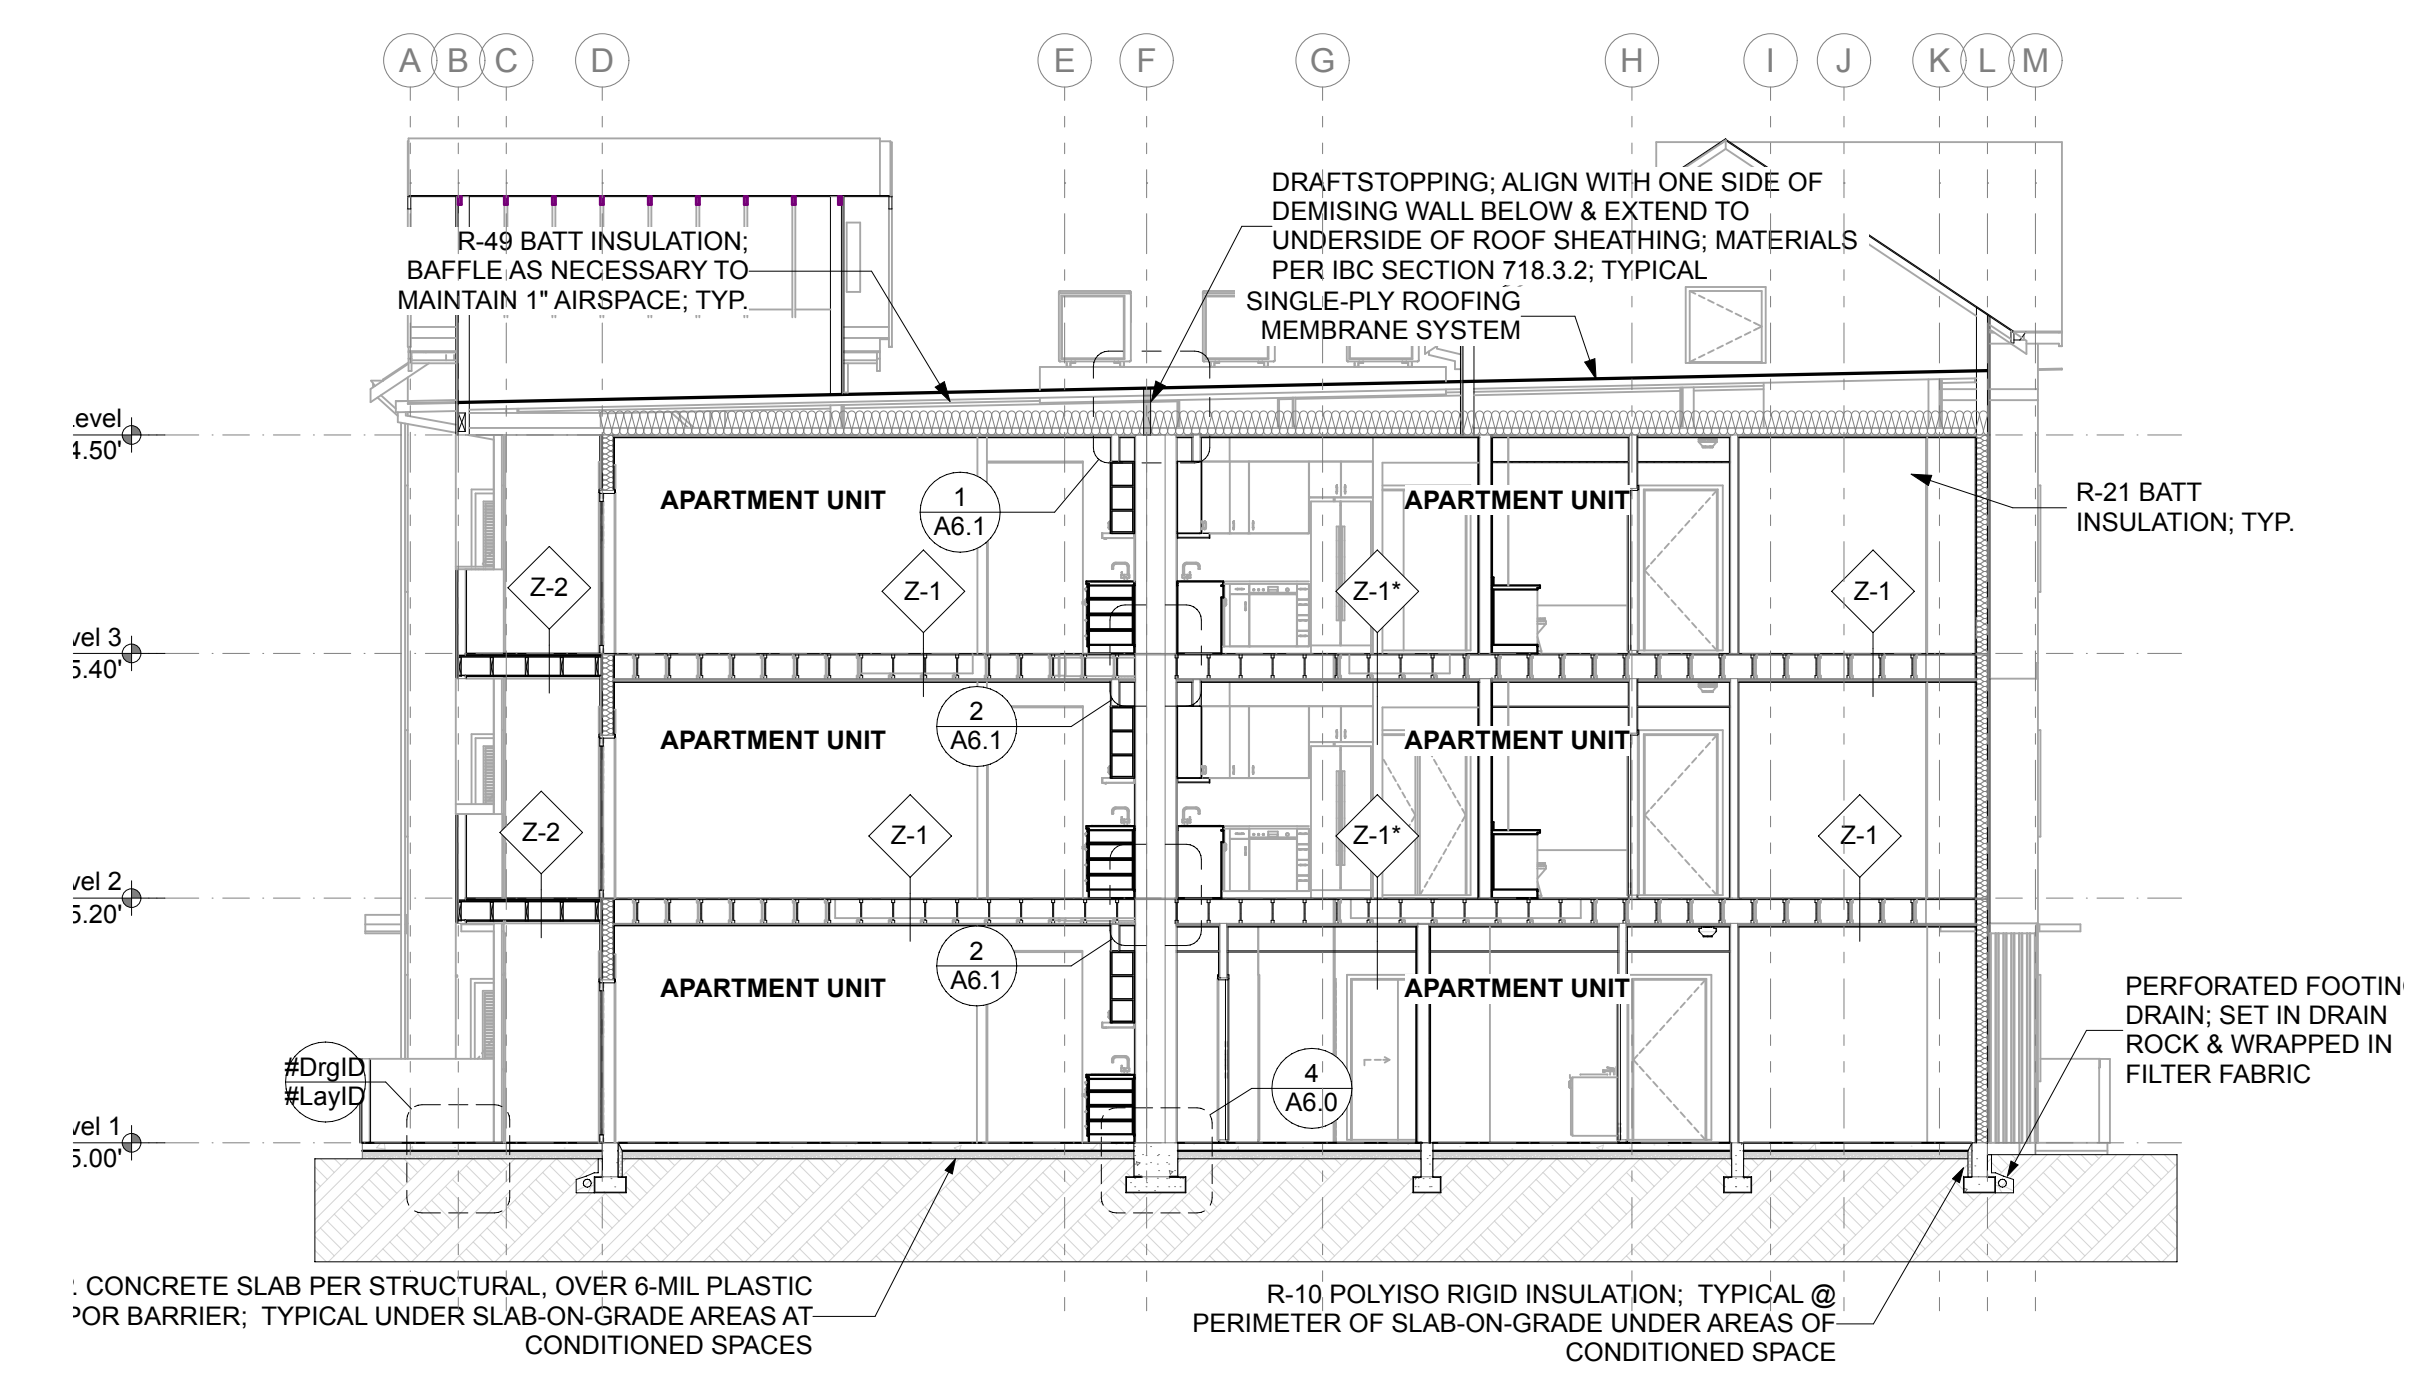 A B C D E F G H I J K L M
DRAFTSTOPPING; ALIGN WITH ONE SIDE OF
DEMISING WALL BELOW & EXTEND TO
UNDERSIDE OF ROOF SHEATHING; MATERIALS
PER IBC SECTION 718.3.2; TYPICAL
R-49 BATT INSULATION;
BAFFLE AS NECESSARY TO
MAINTAIN 1" AIRSPACE; TYP.
SINGLE-PLY ROOFING
MEMBRANE SYSTEM
evel
4.50'
APARTMENT UNIT
1
A6.1
APARTMENT UNIT
R-21 BATT
INSULATION; TYP.
Z-2
Z-1
Z-1*
Z-1
vel 3
5.40'
APARTMENT UNIT
2
A6.1
APARTMENT UNIT
Z-2
Z-1
Z-1*
Z-1
vel 2
5.20'
APARTMENT UNIT
2
A6.1
APARTMENT UNIT
PERFORATED FOOTIN
DRAIN; SET IN DRAIN
ROCK & WRAPPED IN
FILTER FABRIC
#DrgID
#LayID
4
A6.0
vel 1
5.00'
. CONCRETE SLAB PER STRUCTURAL, OVER 6-MIL PLASTIC
POR BARRIER; TYPICAL UNDER SLAB-ON-GRADE AREAS AT
CONDITIONED SPACES
R-10 POLYISO RIGID INSULATION; TYPICAL @
PERIMETER OF SLAB-ON-GRADE UNDER AREAS OF
CONDITIONED SPACE